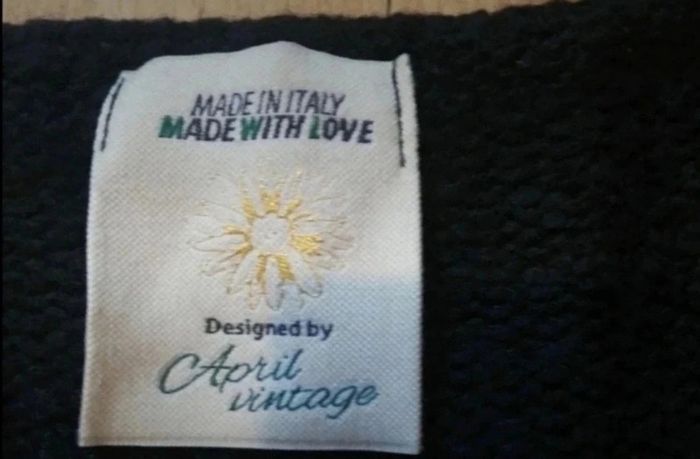 MADE IN ITALY
MADE WITH LOVE
Designed by
April
vintage